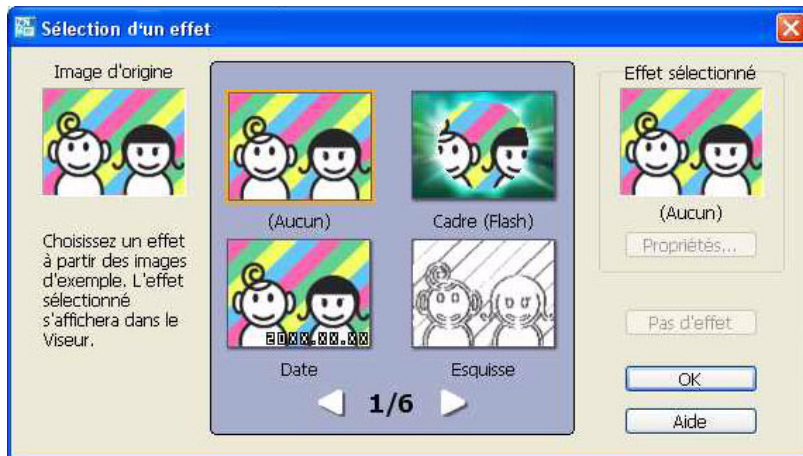 Sélection d'un effet
Image d'origine
Choisissez un effet
à partir des images
d'exemple. L'effet
sélectionné
s'affichera dans le
Viseur.
(Aucun)
Cadre (Flash)
20XX.XX.XX
Date
Esquisse
1/6
Effet sélectionné
(Aucun)
Propriétés...
Pas d'effet
OK
Aide